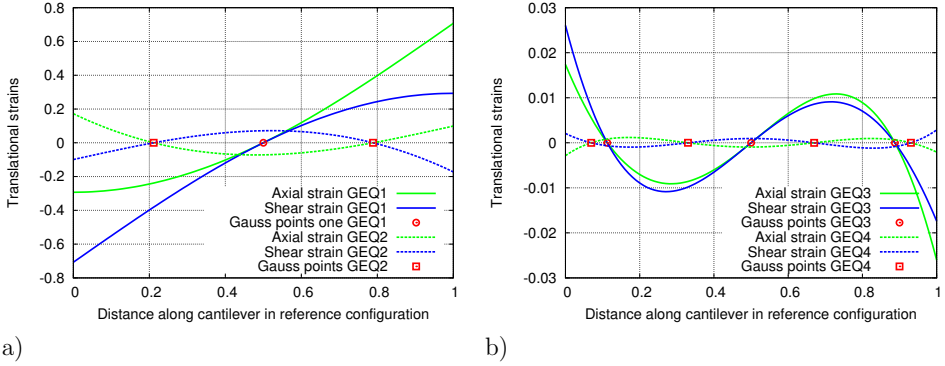 0.8
0.6
0.4
0.2
0
-0.2
-0.4
-0.6
-0.8
Translational strains
0 0.2 0.4 0.6 0.8 1
Distance along cantilever in reference configuration
Axial strain GEQ1
Shear strain GEQ1
Gauss points one GEQ1
Axial strain GEQ2
Shear strain GEQ2
Gauss points GEQ2
a)
0.03
0.02
0.01
0
-0.01
-0.02
-0.03
Translational strains
0 0.2 0.4 0.6 0.8 1
Distance along cantilever in reference configuration
Axial strain GEQ3
Shear strain GEQ3
Gauss points GEQ3
Axial strain GEQ4
Shear strain GEQ4
Gauss points GEQ4
b)